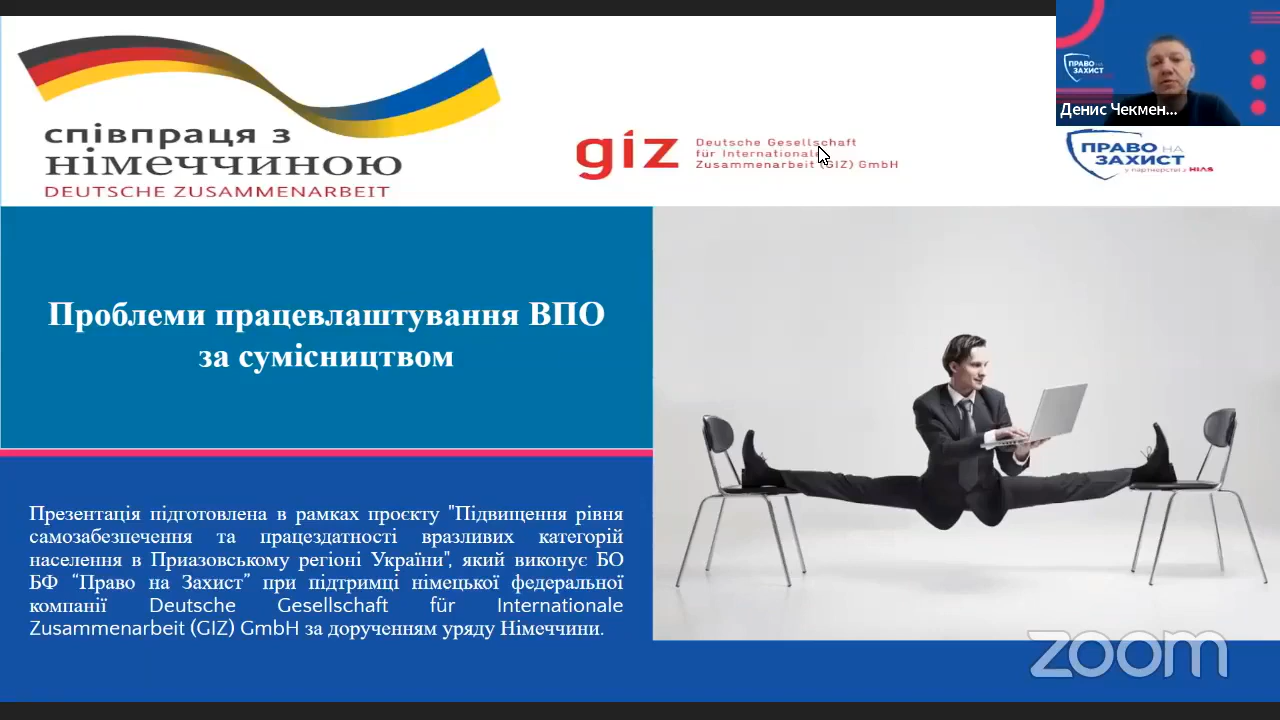 співпраця з
німеччиною
DEUTSCHE ZUSAMMENARBEIT
giz
Deutsche Gesellschaft
für Internationale
Zusammenarbeit (GIZ) GmbH
ПРАВО НА
ЗАХИСТ
Денис Чекмен...
ПРАВО НА
ЗАХИСТ
у партнерстві з HIAS
Проблеми працевлаштування ВПО
за сумісництвом
Презентація підготовлена в рамках проєкту "Підвищення рівня
самозабезпечення та працездатності вразливих категорій
населення в Приазовському регіоні України", який виконує БО
БФ “Право на Захист” при підтримці німецької федеральної
компанії Deutsche Gesellschaft für Internationale
Zusammenarbeit (GIZ) GmbH за дорученням уряду Німеччини.
zoom